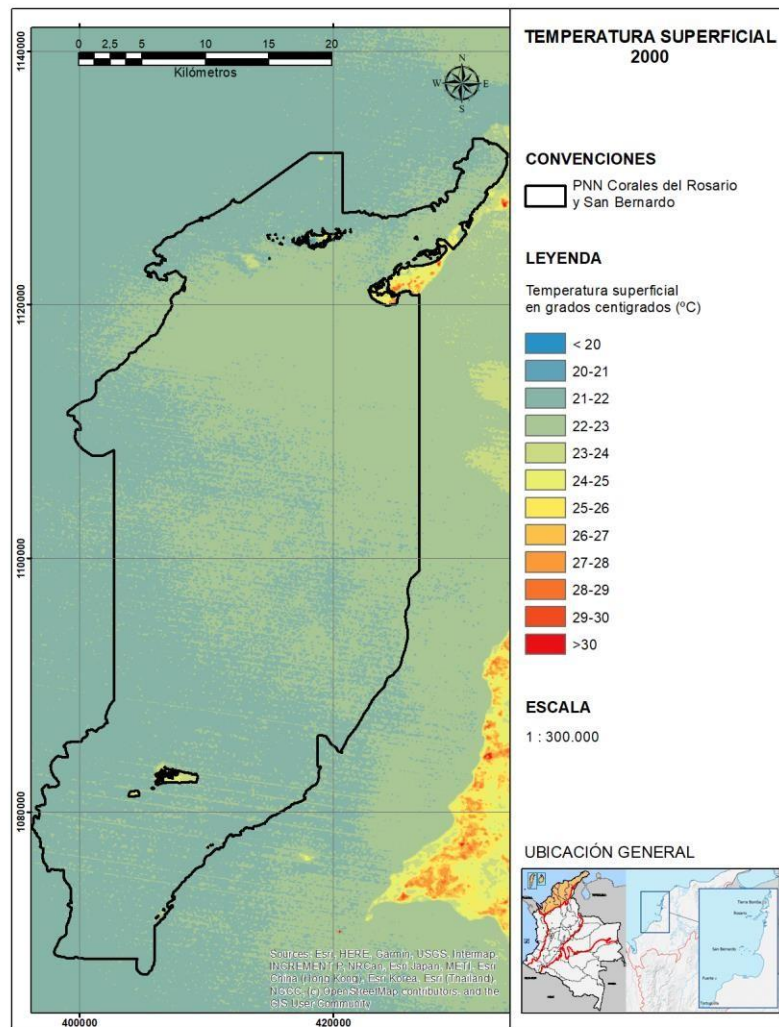 TEMPERATURA SUPERFICIAL
2000
0 2,5 5 10 15 20
Kilómetros
N
W E
S
CONVENCIONES
PNN Corales del Rosario
y San Bernardo
LEYENDA
Temperatura superficial
en grados centigrados (ºC)
< 20
20-21
21-22
22-23
23-24
24-25
25-26
26-27
27-28
28-29
29-30
>30
ESCALA
1 : 300.000
UBICACIÓN GENERAL
Rosario
San Bernardo
1140000
1120000
1100000
1080000
400000
420000
Sources: Esri, HERE, Garmin, USGS, Intermap,
INCREMENT P, NRCan, Esri Japan, METI, Esri
China (Hong Kong), Esri Korea, Esri (Thailand),
NGCC, (c) OpenStreetMap contributors, and the
GIS User Community